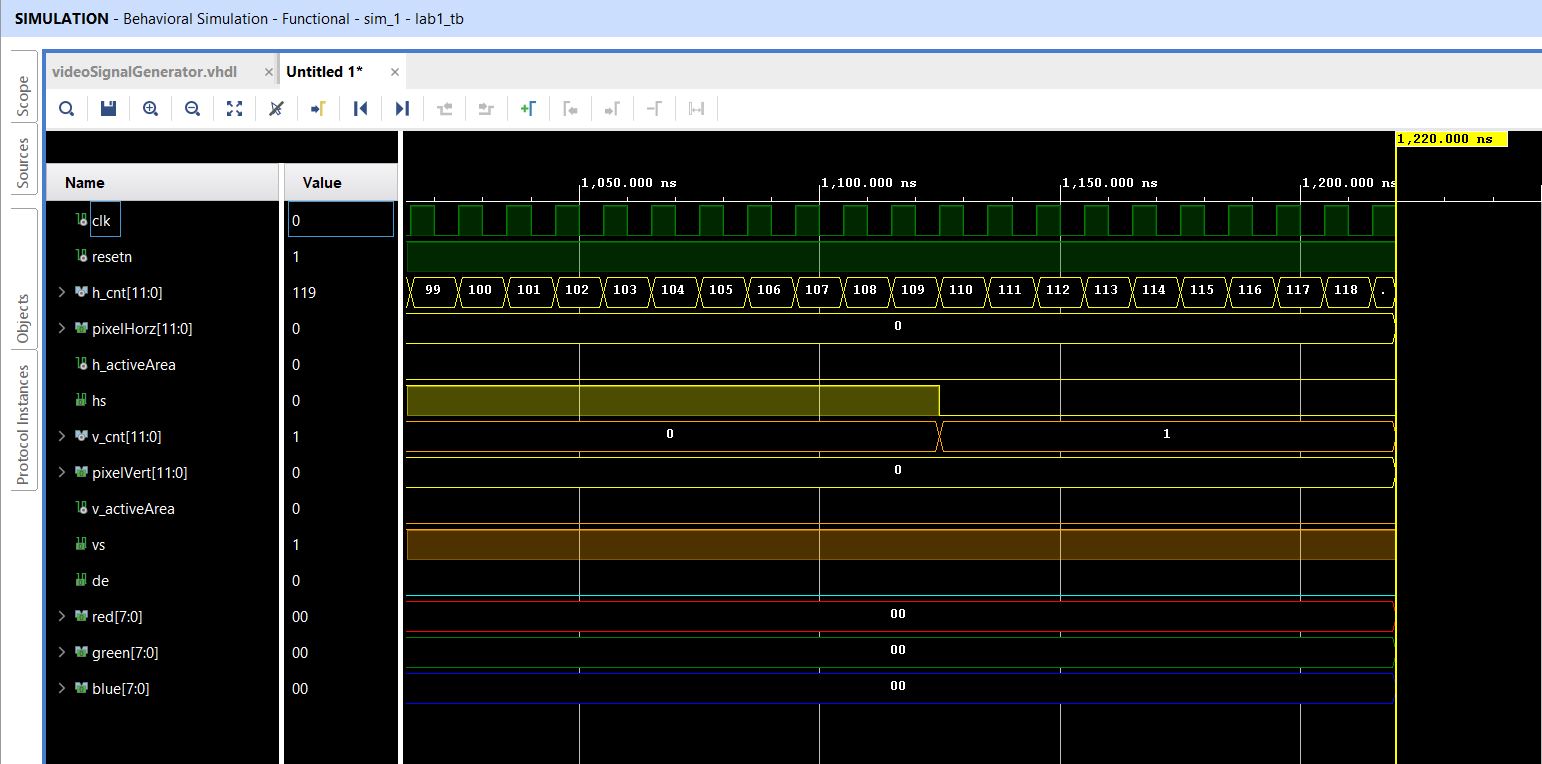 SIMULATION - Behavioral Simulation - Functional - sim_1 - lab1_tb
Scope
Sources
Objects
Protocol Instances
videoSignalGenerator.vhdl × Untitled 1* ×
1,220.000 ns
Name Value
1,050.000 ns 1,100.000 ns 1,150.000 ns 1,200.000 ns
clk 0
resetn 1
h_cnt[11:0] 119 99 100 101 102 103 104 105 106 107 108 109 110 111 112 113 114 115 116 117 118 .
pixelHorz[11:0] 0 0
h_activeArea 0
hs 0
v_cnt[11:0] 1 0 1
pixelVert[11:0] 0 0
v_activeArea 0
vs 1
de 0
red[7:0] 00 00
green[7:0] 00 00
blue[7:0] 00 00